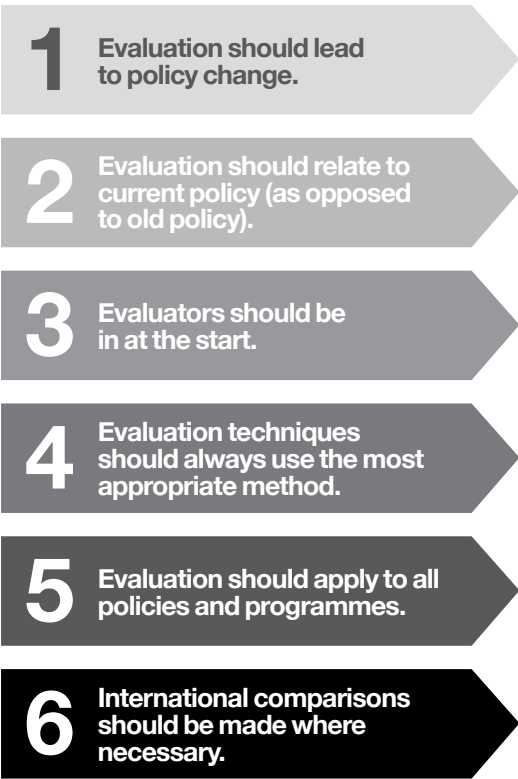 1
Evaluation should lead
to policy change.
2
Evaluation should relate to
current policy (as opposed
to old policy).
3
Evaluators should be
in at the start.
4
Evaluation techniques
should always use the most
appropriate method.
5
Evaluation should apply to all
policies and programmes.
6
International comparisons
should be made where
necessary.